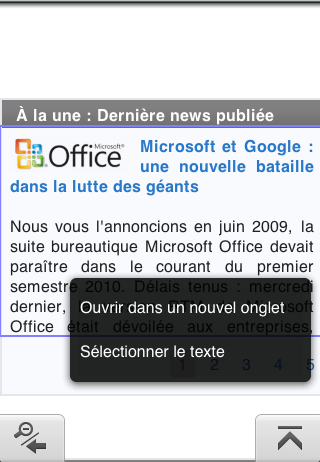 À la une : Dernière news publiée
Microsoft®
Office
Microsoft et Google :
une nouvelle bataille
dans la lutte des géants
Nous vous l'annoncions en juin 2009, la
suite bureautique Microsoft Office devait
paraître dans le courant du premier
semestre 2010. Délais tenus : mercredi
dernier, RTM Microsoft
Office était dévoilée aux entreprises,
Ouvrir dans un nouvel onglet
Sélectionner le texte
1 2 3 4 5